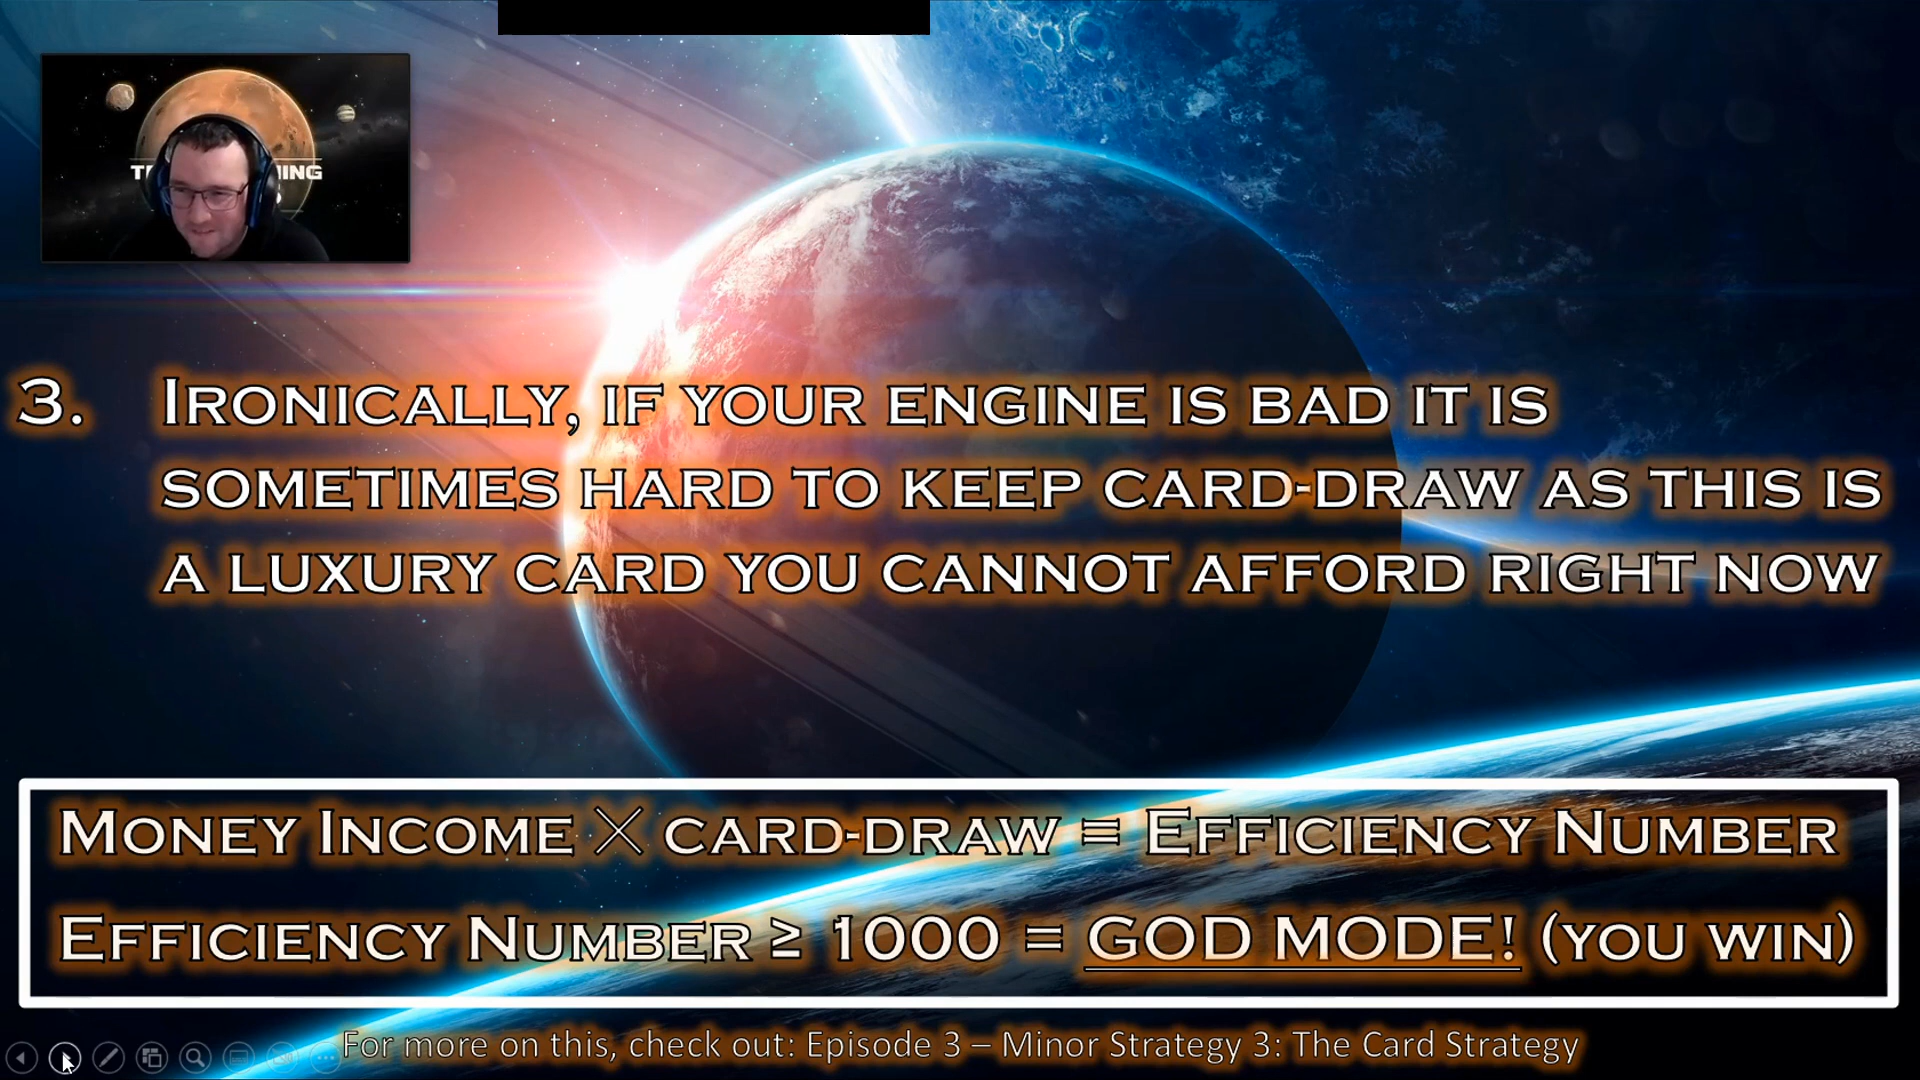 3. Ironically, if your engine is bad it is
sometimes hard to keep card-draw as this is
a luxury card you cannot afford right now
Money Income × card-draw ≡ Efficiency Number
Efficiency Number ≥ 1000 = GOD MODE! (you win)
For more on this, check out: Episode 3 – Minor Strategy 3: The Card Strategy